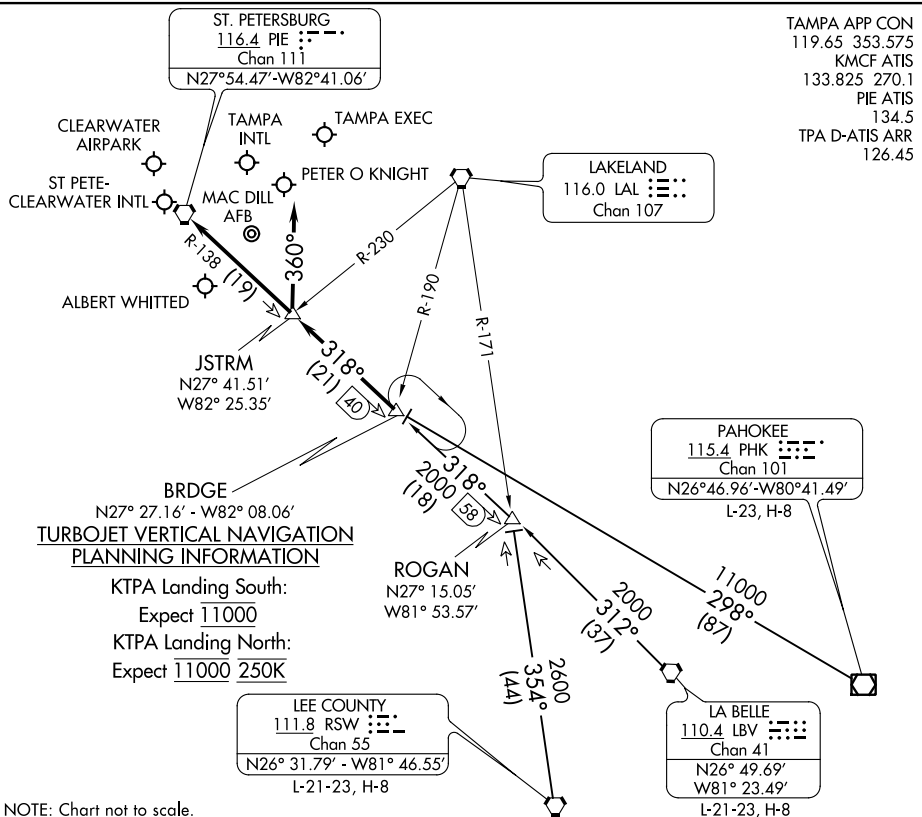 ST. PETERSBURG
116.4 PIE
Chan 111
N27°54.47'-W82°41.06'
TAMPA APP CON
119.65 353.575
KMCF ATIS
133.825 270.1
PIE ATIS
134.5
TPA D-ATIS ARR
126.45
CLEARWATER
AIRPARK
TAMPA
INTL
TAMPA EXEC
ST PETE-
CLEARWATER INTL
MAC DILL
AFB
PETER O KNIGHT
LAKELAND
116.0 LAL
Chan 107
ALBERT WHITTED
R-138
(19)
360°
R-230
R-190
R-171
JSTRM
N27° 41.51'
W82° 25.35'
318°
(21)
40
BRDGE
N27° 27.16' - W82° 08.06'
318°
2000
(18)
58
ROGAN
N27° 15.05'
W81° 53.57'
PAHOKEE
115.4 PHK
Chan 101
N26°46.96'-W80°41.49'
L-23, H-8
11000
298°
(87)
2000
312°
(37)
2600
354°
(44)
TURBOJET VERTICAL NAVIGATION
PLANNING INFORMATION
KTPA Landing South:
Expect 11000
KTPA Landing North:
Expect 11000 250K
LEE COUNTY
111.8 RSW
Chan 55
N26° 31.79' - W81° 46.55'
L-21-23, H-8
LA BELLE
110.4 LBV
Chan 41
N26° 49.69'
W81° 23.49'
L-21-23, H-8
NOTE: Chart not to scale.